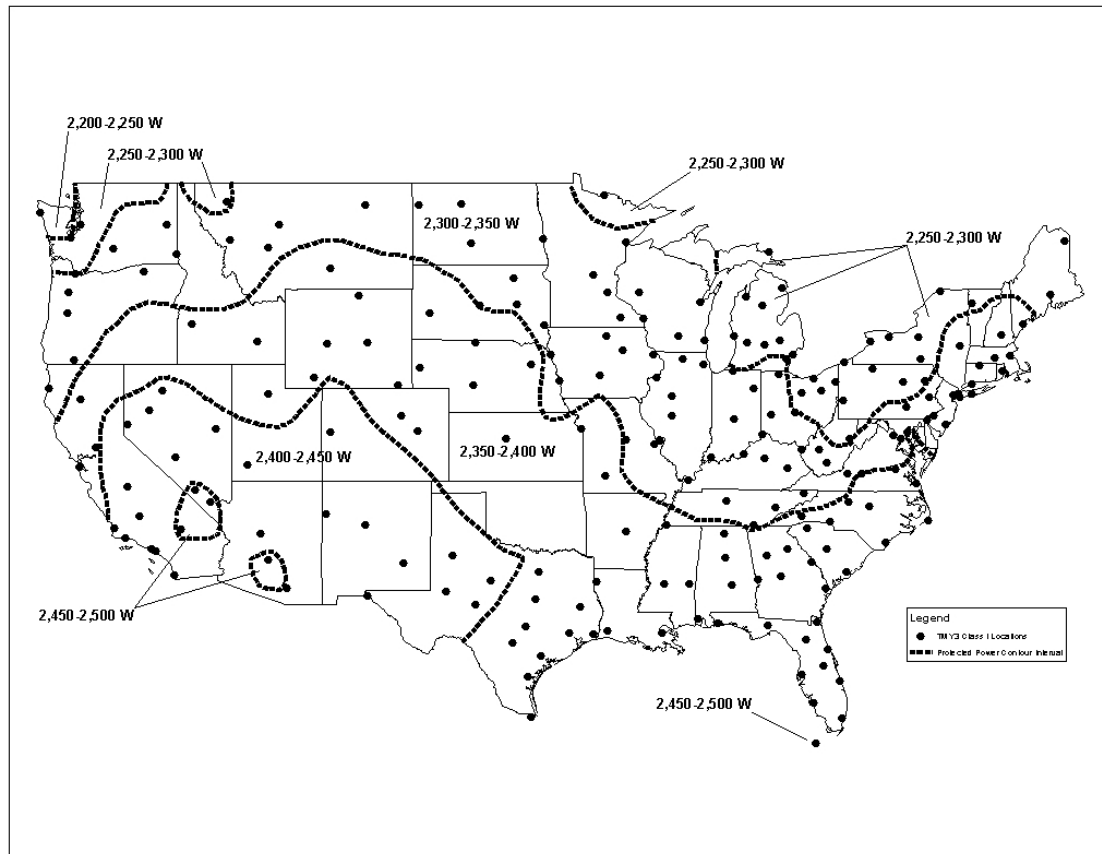 2,200-2,250 W
2,250-2,300 W
2,250-2,300 W
2,300-2,350 W
2,250-2,300 W
2,400-2,450 W
2,350-2,400 W
2,450-2,500 W
Legend
TMY3 Class I Locations
Protected Power Contour Interval
2,450-2,500 W